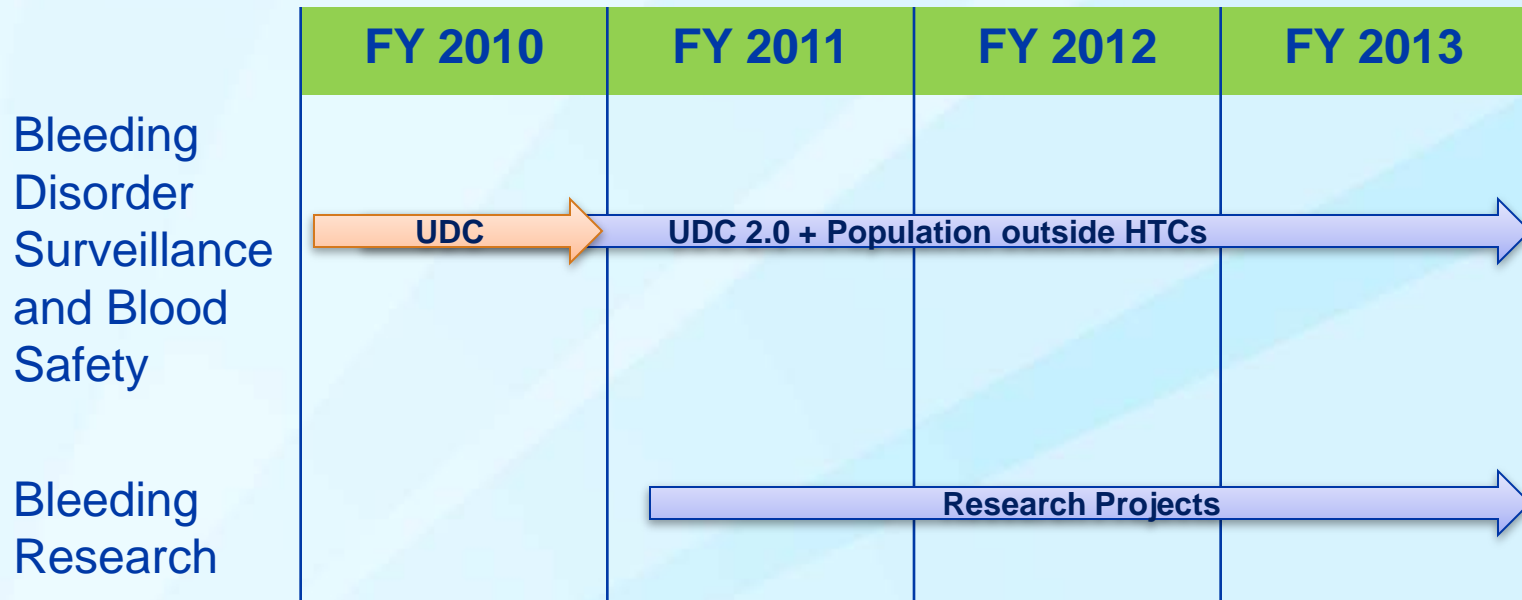 FY 2010 FY 2011 FY 2012 FY 2013
Bleeding
Disorder
Surveillance
and Blood
Safety
UDC
UDC 2.0 + Population outside HTCs
Bleeding
Research
Research Projects